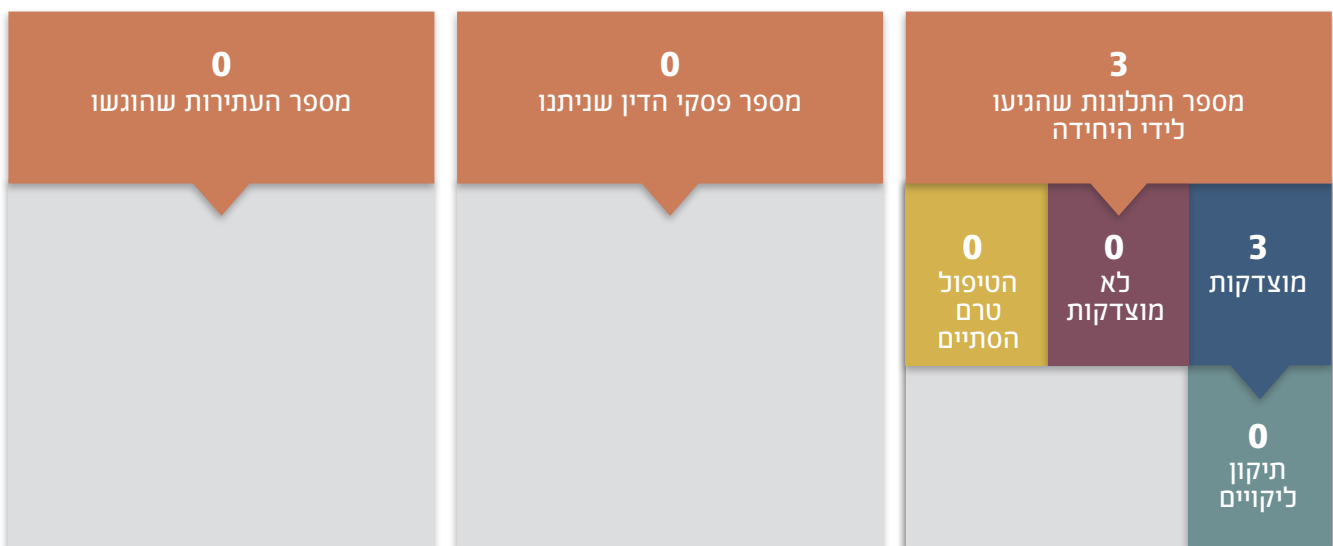 3
מספר התלונות שהגיעו
לידי היחידה
3
מוצדקות
0
לא
מוצדקות
0
הטיפול
טרם
הסתיים
0
תיקון
ליקויים
0
מספר פסקי הדין שניתנו
0
מספר העתירות שהוגשו